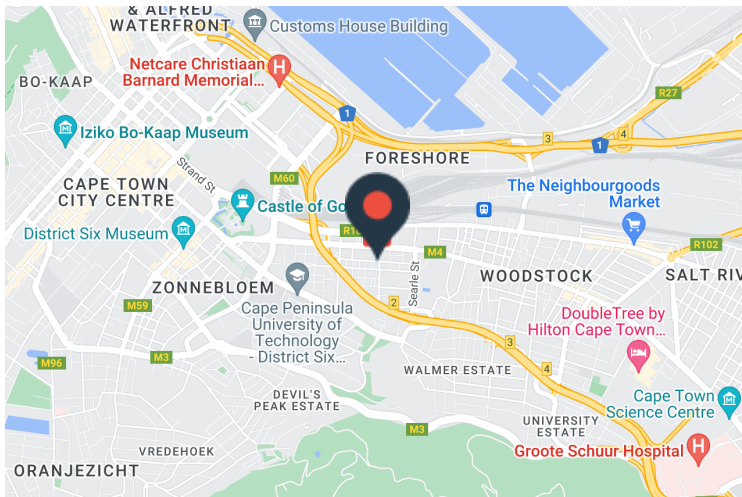 & ALFRED
WATERFRONT
Customs House Building
Netcare Christiaan
Barnard Memorial...
BO-KAAP
R27
1
3
4
1
Iziko Bo-Kaap Museum
FORESHORE
Strand St
M60
CAPE TOWN
CITY CENTRE
The Neighbourgoods
Market
Castle of Go
District Six Museum
M4
R102
WOODSTOCK
SALT RIV
ZONNEBLOEM
Searle St
M59
2
Cape Peninsula
University of
Technology
- District Six...
DoubleTree by
Hilton Cape Town...
3
M3
M96
4
WALMER ESTATE
DEVIL'S
PEAK ESTATE
Cape Town
Science Centre
M3
UNIVERSITY
ESTATE
VREDEHOEK
Groote Schuur Hospital
H
H
ORANJEZICHT